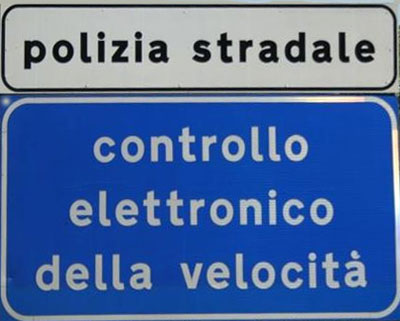 polizia stradale
controllo
elettronico
della velocità